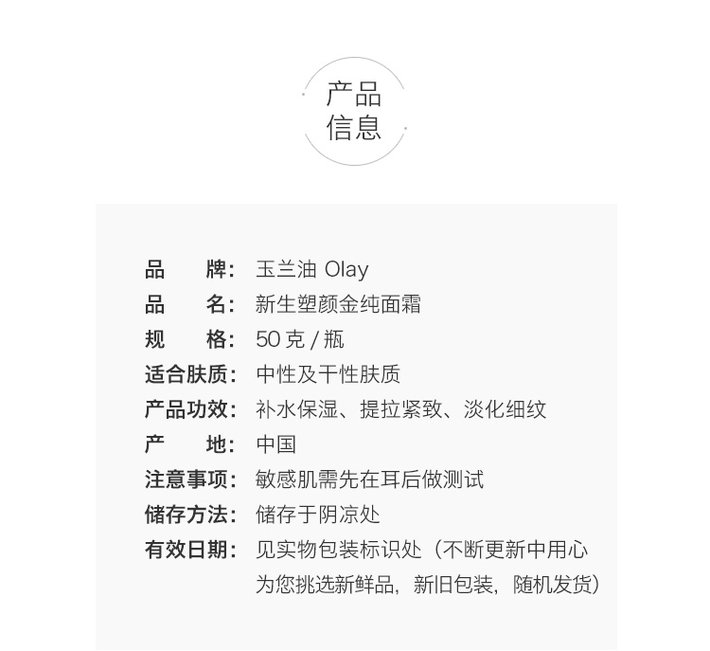 产品
信息
品牌： 玉兰油 Olay
品名： 新生塑颜金纯面霜
规格： 50 克 / 瓶
适合肤质： 中性及干性肤质
产品功效： 补水保湿、提拉紧致、淡化细纹
产地： 中国
注意事项： 敏感肌需先在耳后做测试
储存方法： 储存于阴凉处
有效日期： 见实物包装标识处（不断更新中用心
为您挑选新鲜品，新旧包装，随机发货）